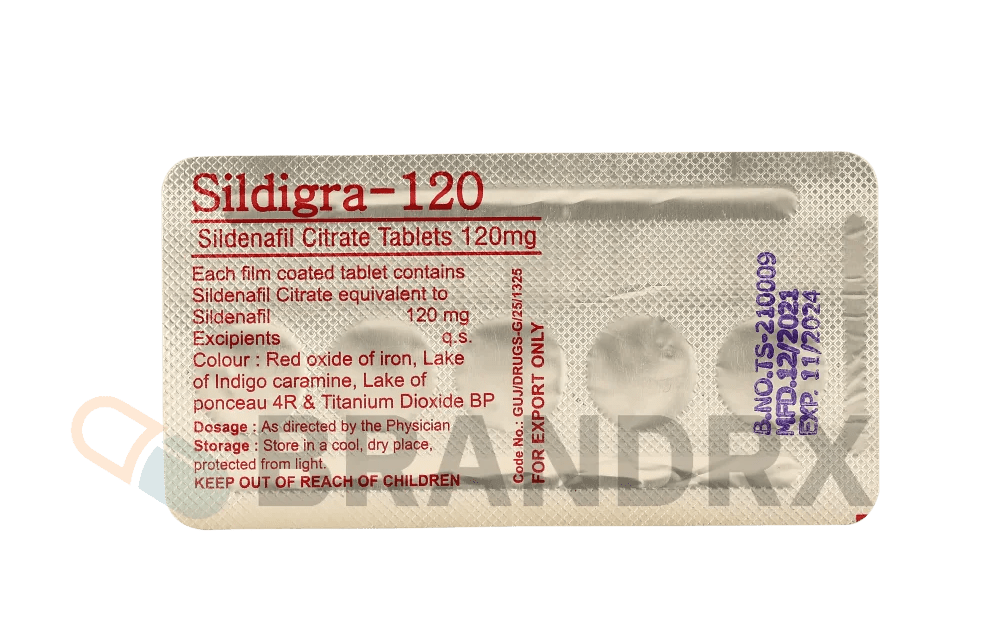 Sildigra-120
Sildenafil Citrate Tablets 120mg
Each film coated tablet contains
Sildenafil Citrate equivalent to
Sildenafil 120 mg
Excipients q.s.
Colour : Red oxide of iron, Lake
of Indigo caramine, Lake of
ponceau 4R & Titanium Dioxide BP
Dosage : As directed by the Physician
Storage : Store in a cool, dry place,
protected from light.
KEEP OUT OF REACH OF CHILDREN
Code No.: GUJ/DRUGS-G/25/1325
FOR EXPORT ONLY
B.NO.TS-210009
MFD.12/2021
EXP. 11/2024
BRANDRX